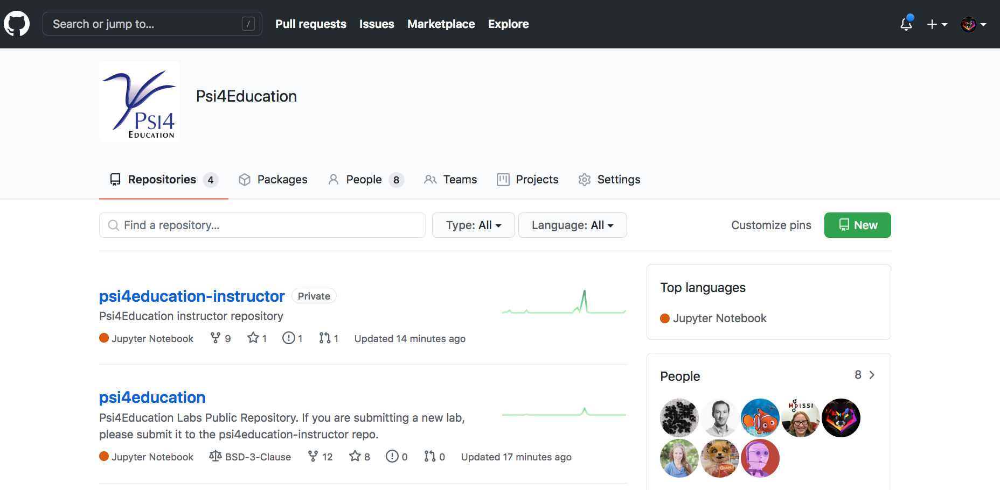 Search or jump to... /
Pull requests Issues Marketplace Explore
PSI4
EDUCATION
Psi4Education
Repositories 4 Packages People 8 Teams Projects Settings
Find a repository... Type: All Language: All Customize pins New
psi4education-instructor Private
Psi4Education instructor repository
Jupyter Notebook 9 1 1 1 Updated 14 minutes ago
psi4education
Psi4Education Labs Public Repository. If you are submitting a new lab,
please submit it to the psi4education-instructor repo.
Jupyter Notebook BSD-3-Clause 12 8 0 0 Updated 17 minutes ago
Top languages
Jupyter Notebook
People 8
MolSSI
GRAPE